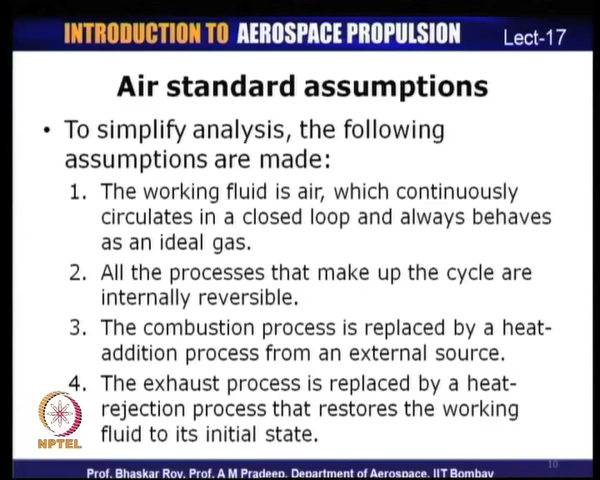 INTRODUCTION TO AEROSPACE PROPULSION
Lect-17
Air standard assumptions
• To simplify analysis, the following
assumptions are made:
1. The working fluid is air, which continuously
circulates in a closed loop and always behaves
as an ideal gas.
2. All the processes that make up the cycle are
internally reversible.
3. The combustion process is replaced by a heat-
addition process from an external source.
4. The exhaust process is replaced by a heat-
rejection process that restores the working
fluid to its initial state.
NPTEL
10
Prof. Bhaskar Roy, Prof. A M Pradeep, Department of Aerospace, IIT Bombay